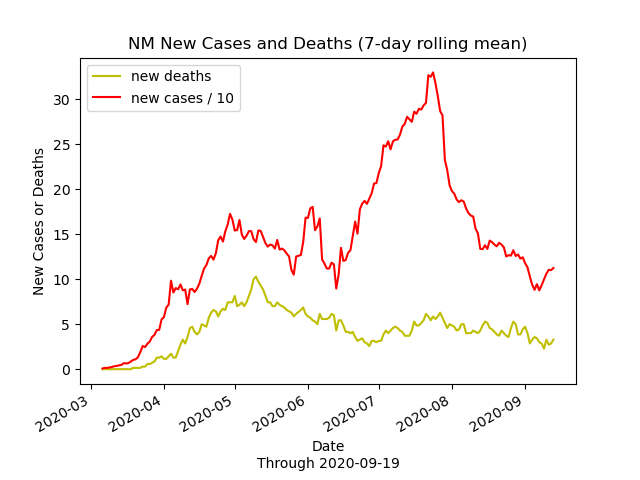 NM New Cases and Deaths (7-day rolling mean)
new deaths
new cases / 10
New Cases or Deaths
30
25
20
15
10
5
0
2020-03
2020-04
2020-05
2020-06
2020-07
2020-08
2020-09
Date
Through 2020-09-19